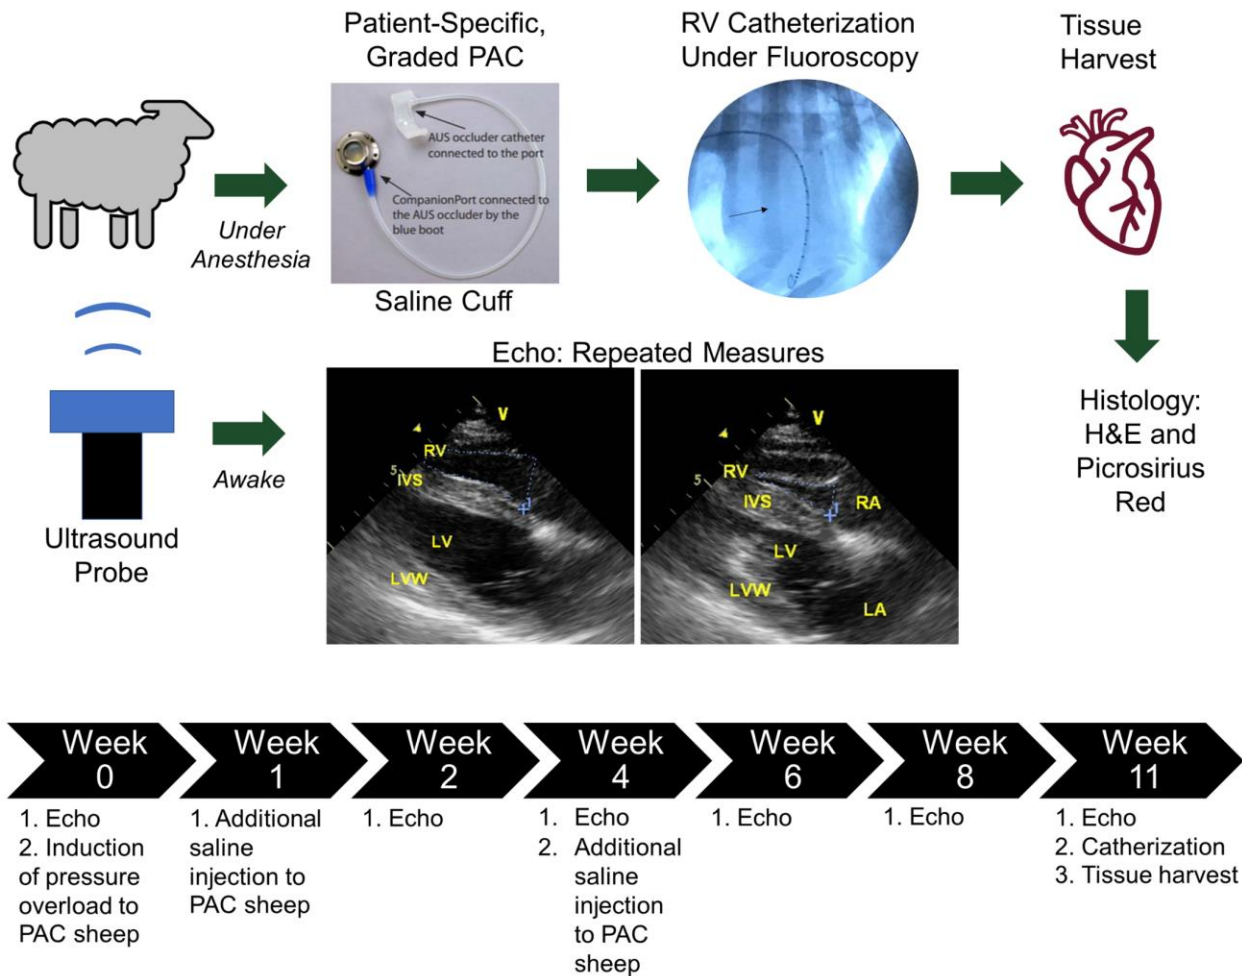 Patient-Specific,
Graded PAC
RV Catheterization
Under Fluoroscopy
Tissue
Harvest
AUS occluder catheter
connected to the port
CompanionPort connected to
the AUS occluder by the
blue boot
Under
Anesthesia
Saline Cuff
Echo: Repeated Measures
Awake
Ultrasound
Probe
V
RV
5
IVS
LV
LVW
V
RV
5
IVS
RA
LV
LVW
LA
Histology:
H&E and
Picrosirius
Red
Week
0
1. Echo
2. Induction
of pressure
overload to
PAC sheep
Week
1
1. Additional
saline
injection to
PAC sheep
Week
2
1. Echo
Week
4
1. Echo
2. Additional
saline
injection
to PAC
sheep
Week
6
1. Echo
Week
8
1. Echo
Week
11
1. Echo
2. Catherization
3. Tissue harvest